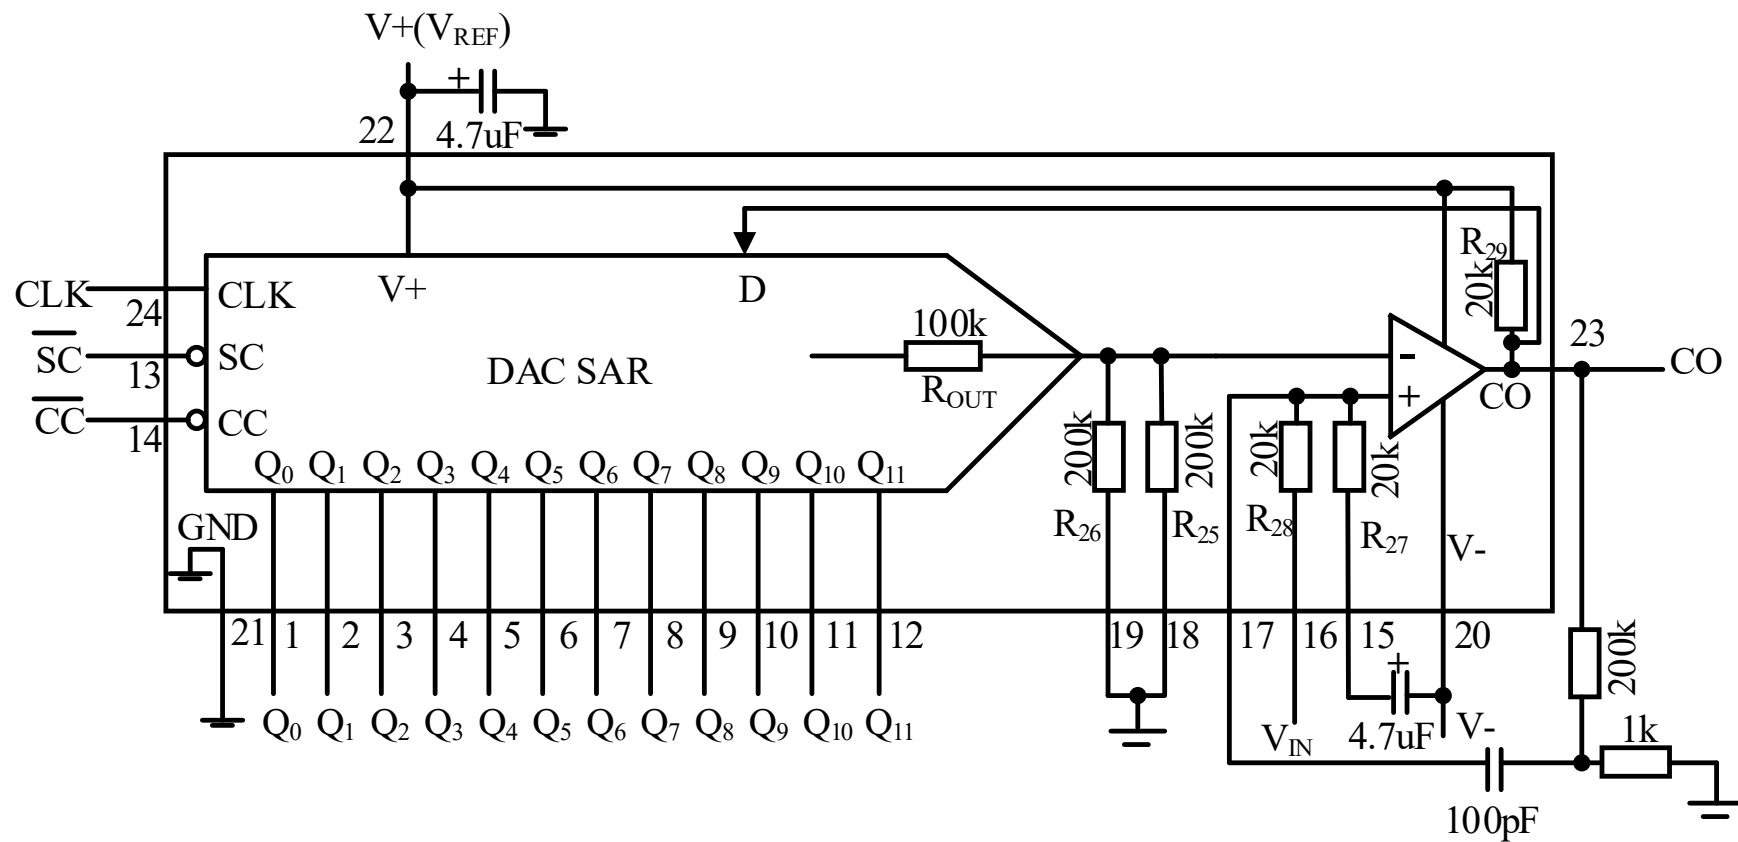 V+(V_REF)
+
22
4.7uF
R29
20k
CLK
24
CLK
V+
D
100k
23
SC
13
SC
DAC SAR
R_OUT
-
+
CO
CO
CC
14
CC
200k
200k
20k
20k
Q0 Q1 Q2 Q3 Q4 Q5 Q6 Q7 Q8 Q9 Q10 Q11
GND
R26
R25
R28
R27
V-
21 1 2 3 4 5 6 7 8 9 10 11 12 19 18 17 16 15 20
+
200k
Q0 Q1 Q2 Q3 Q4 Q5 Q6 Q7 Q8 Q9 Q10 Q11
V_IN
4.7uF
V-
1k
100pF